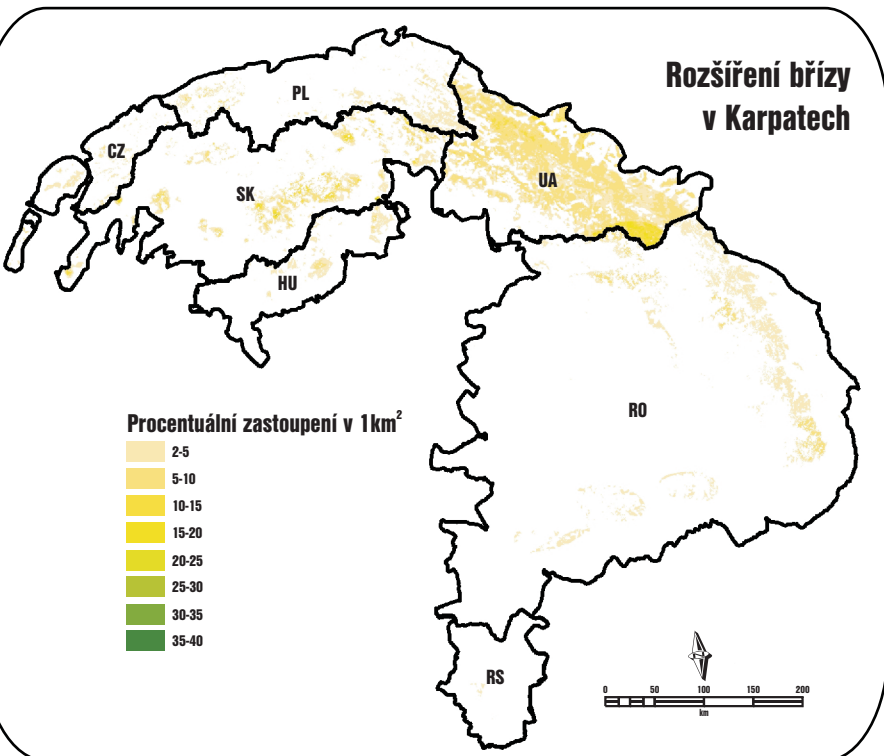 Rozšíření břízy
v Karpatech
PL
CZ
UA
SK
HU
RO
RS
Procentuální zastoupení v 1km²
2-5
5-10
10-15
15-20
20-25
25-30
30-35
35-40
0 50 100 150 200
km